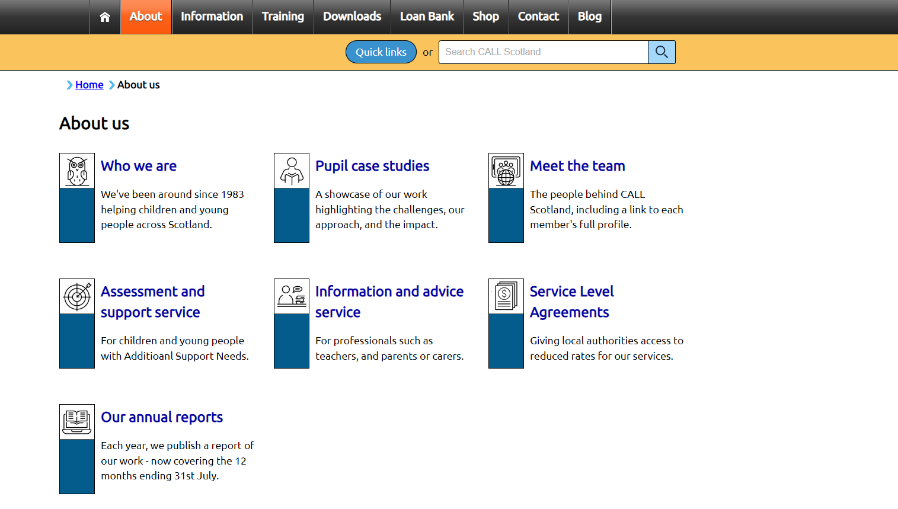 About Information Training Downloads Loan Bank Shop Contact Blog
Quick links or Search CALL Scotland
Home About us
About us
Who we are
We've been around since 1983
helping children and young
people across Scotland.
Pupil case studies
A showcase of our work
highlighting the challenges, our
approach, and the impact.
Meet the team
The people behind CALL
Scotland, including a link to each
member's full profile.
Assessment and
support service
For children and young people
with Additioanl Support Needs.
Information and advice
service
For professionals such as
teachers, and parents or carers.
Service Level
Agreements
Giving local authorities access to
reduced rates for our services.
Our annual reports
Each year, we publish a report of
our work - now covering the 12
months ending 31st July.